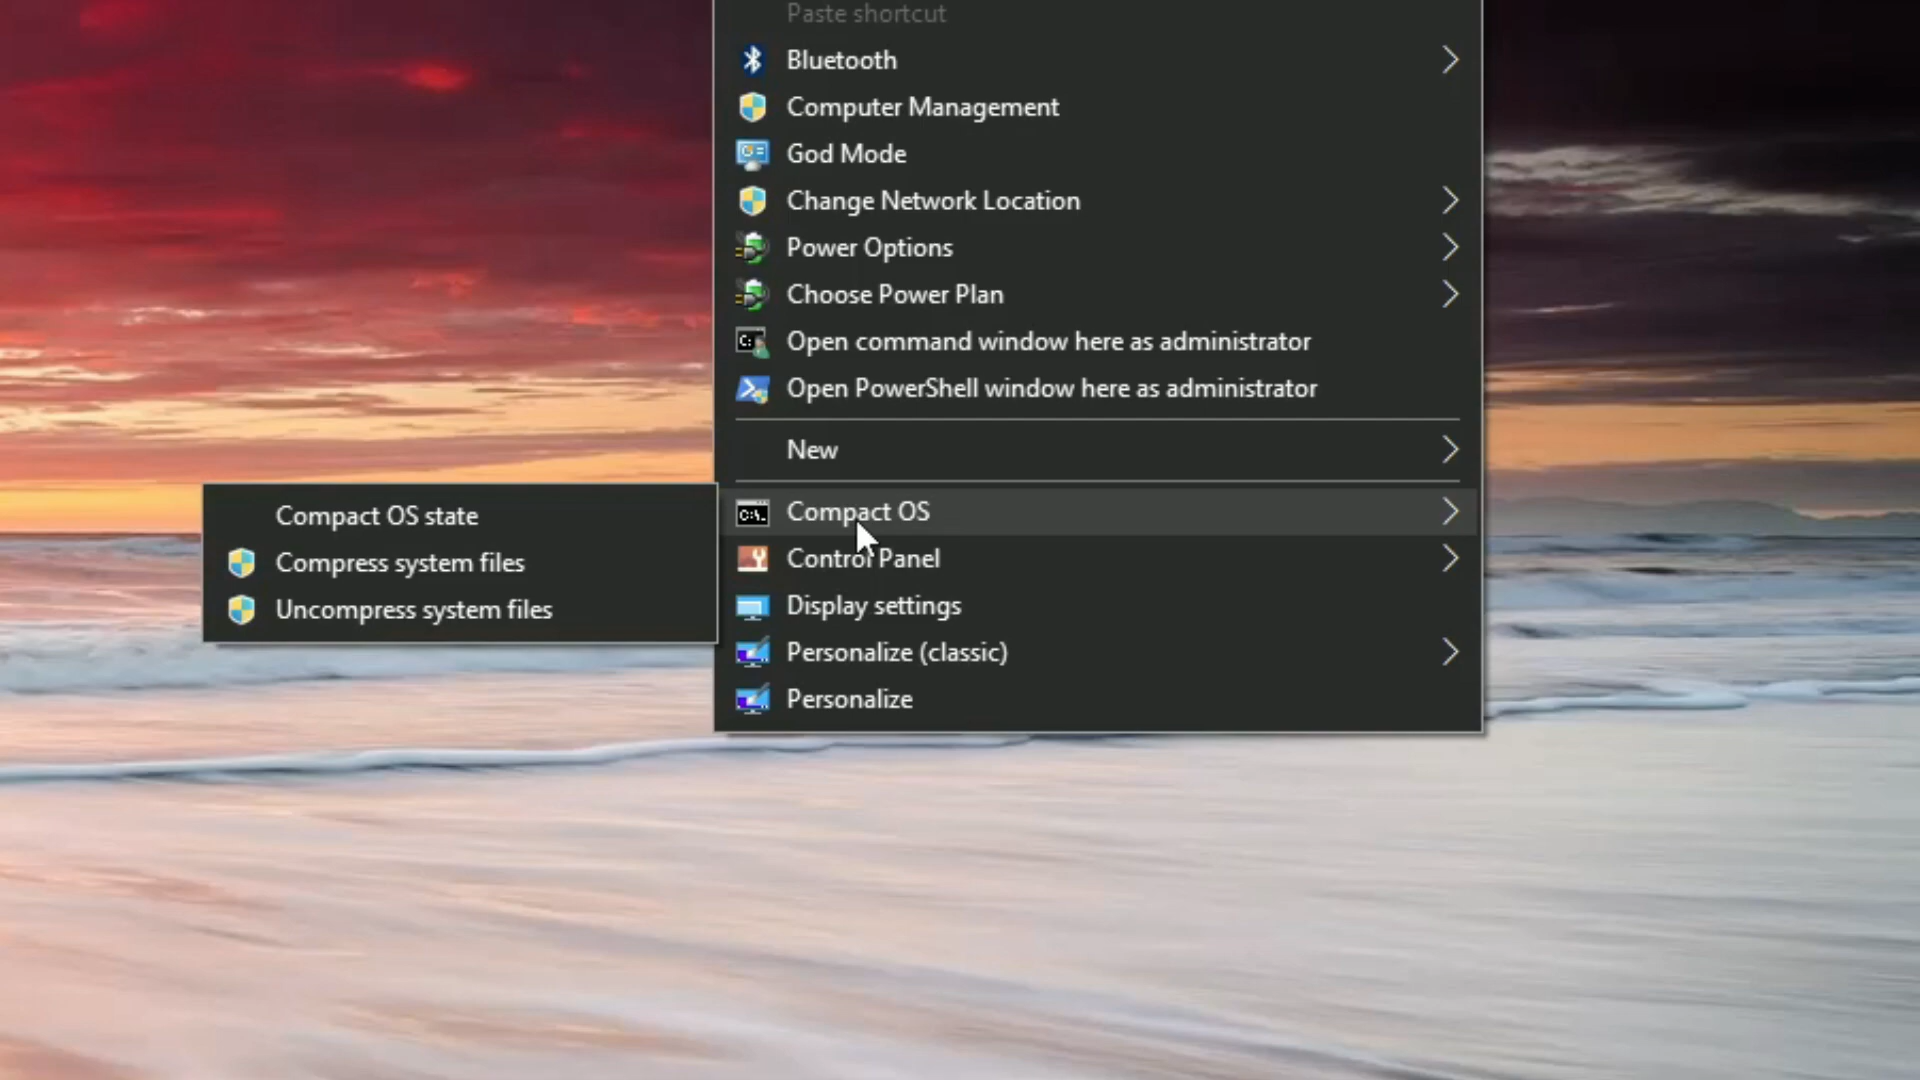 Paste shortcut
Bluetooth
Computer Management
God Mode
Change Network Location
Power Options
Choose Power Plan
Open command window here as administrator
Open PowerShell window here as administrator
New
Compact OS
Control Panel
Display settings
Personalize (classic)
Personalize
Compact OS state
Compress system files
Uncompress system files